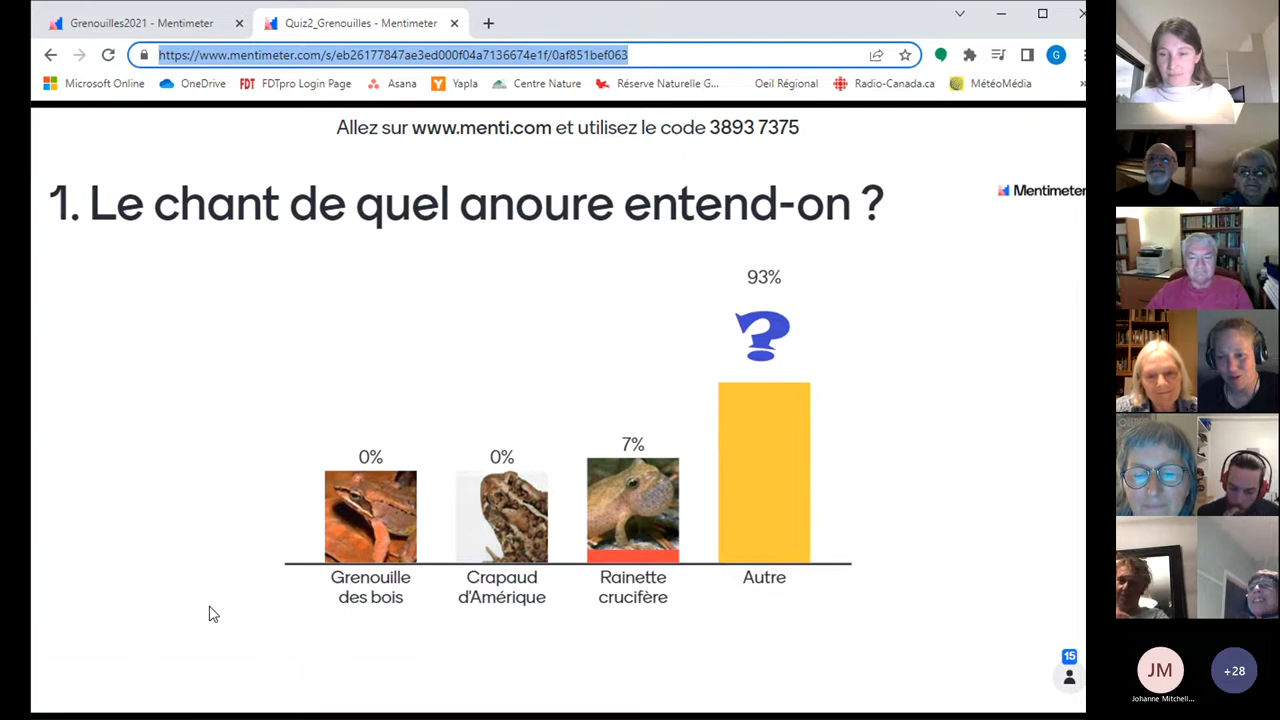 Grenouilles2021 - Mentimeter
Quiz2_Grenouilles - Mentimeter
https://www.mentimeter.com/s/eb26177847ae3ed000f04a7136674e1f/0af851bef063
G
Microsoft Online
OneDrive
FDT FDTpro Login Page
Asana
Y Yapla
Centre Nature
Réserve Naturelle G...
Oeil Régional
Radio-Canada.ca
MétéoMédia
»
Allez sur www.menti.com et utilisez le code 3893 7375
1. Le chant de quel anoure entend-on ?
Mentimeter
93%
?
7%
0%
0%
Grenouille des bois
Crapaud d'Amérique
Rainette crucifère
Autre
15
JM
+28
Johanne Mitchell...